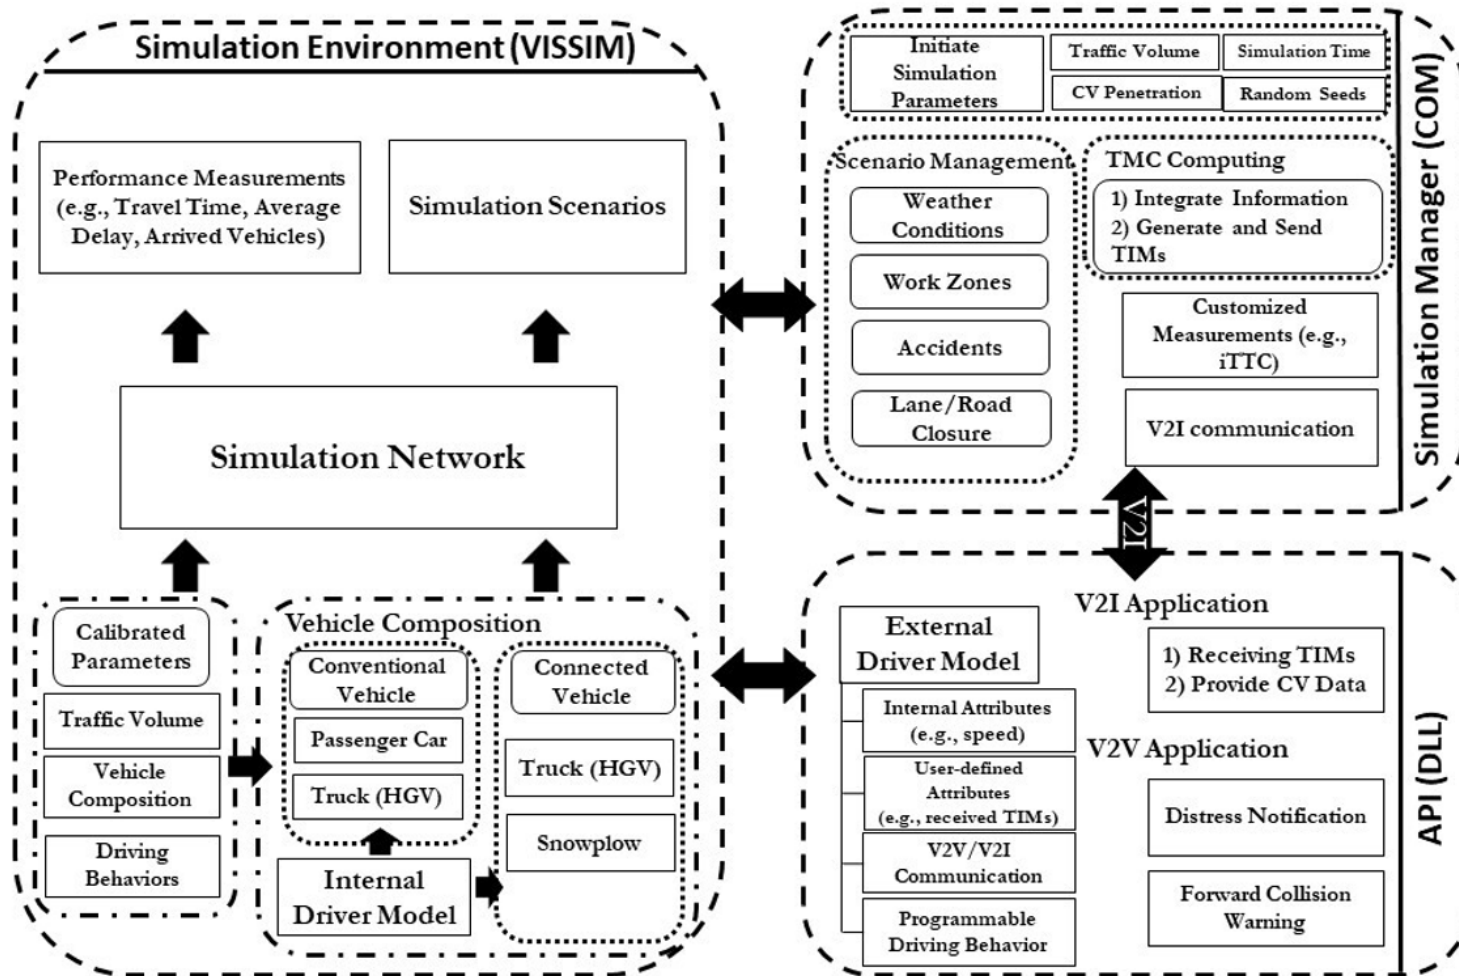 Simulation Environment (VISSIM)
Performance Measurements
(e.g., Travel Time, Average
Delay, Arrived Vehicles)
Simulation Scenarios
Simulation Network
Calibrated
Parameters
Traffic Volume
Vehicle
Composition
Driving
Behaviors
Vehicle Composition
Conventional
Vehicle
Passenger Car
Truck (HGV)
Internal
Driver Model
Connected
Vehicle
Truck (HGV)
Snowplow
Simulation Manager (COM)
Initiate
Simulation
Parameters
Traffic Volume
Simulation Time
CV Penetration
Random Seeds
Scenario Management
Weather
Conditions
Work Zones
Accidents
Lane/Road
Closure
TMC Computing
1) Integrate Information
2) Generate and Send
TIMs
Customized
Measurements (e.g.,
iTTC)
V2I communication
V2I
API (DLL)
External
Driver Model
Internal Attributes
(e.g., speed)
User-defined
Attributes
(e.g., received TIMs)
V2V/V2I
Communication
Programmable
Driving Behavior
V2I Application
1) Receiving TIMs
2) Provide CV Data
V2V Application
Distress Notification
Forward Collision
Warning